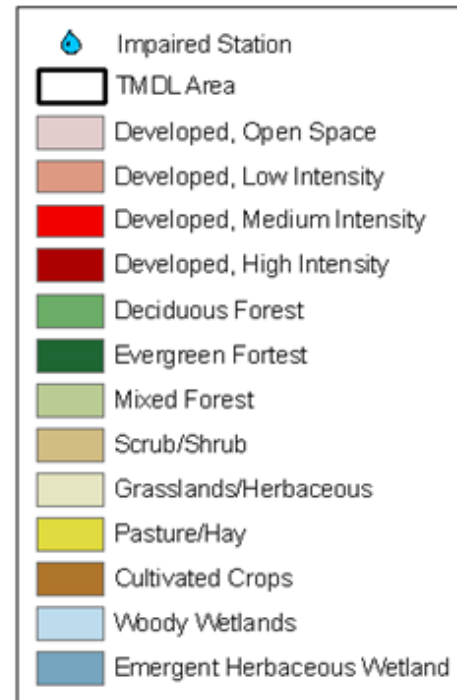 Impaired Station
TMDL Area
Developed, Open Space
Developed, Low Intensity
Developed, Medium Intensity
Developed, High Intensity
Deciduous Forest
Evergreen Fortest
Mixed Forest
Scrub/Shrub
Grasslands/Herbaceous
Pasture/Hay
Cultivated Crops
Woody Wetlands
Emergent Herbaceous Wetland